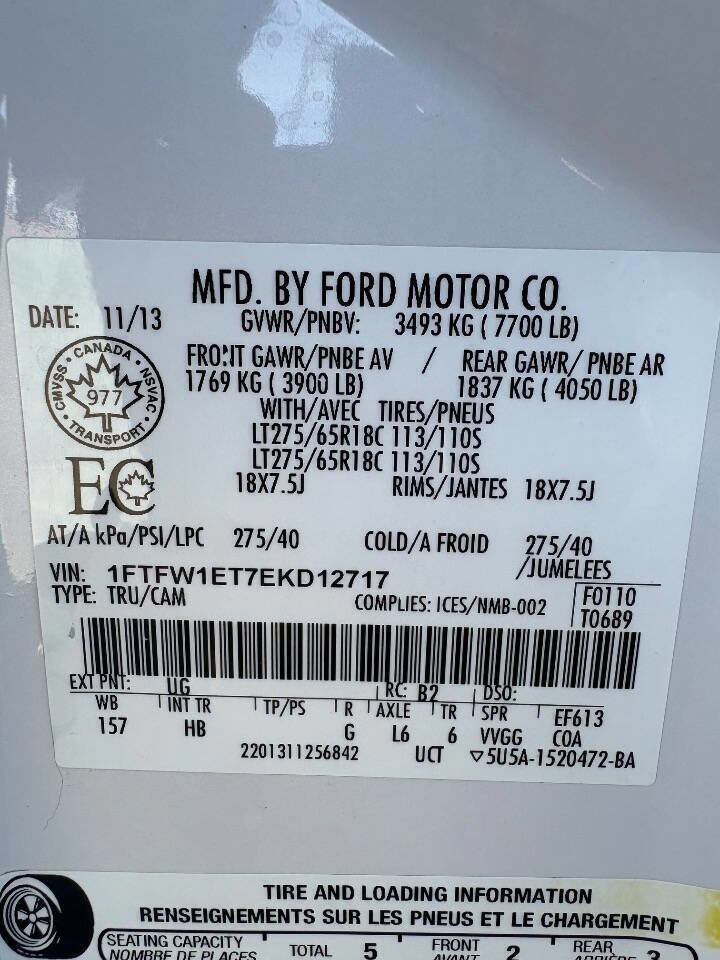 MFD. BY FORD MOTOR CO.
DATE: 11/13 GVWR/PNBV: 3493 KG ( 7700 LB)
FRONT GAWR/PNBE AV / REAR GAWR/ PNBE AR
1769 KG ( 3900 LB) 1837 KG ( 4050 LB)
CMVSS • CANADA • NSVAC • TRANSPORT •
977
WITH/AVEC TIRES/PNEUS
LT275/65R18C 113/110S
LT275/65R18C 113/110S
EC
18X7.5J RIMS/JANTES 18X7.5J
AT/A kPa/PSI/LPC 275/40 COLD/A FROID 275/40
/JUMELEES
VIN: 1FTFW1ET7EKD12717
TYPE: TRU/CAM COMPLIES: ICES/NMB-002 F0110
T0689
EXT PNT: UG RC: B2 DSO:
WB INT TR TP/PS R AXLE TR SPR EF613
157 HB G L6 6 VVGG COA
2201311256842 UCT ▽5U5A-1520472-BA
TIRE AND LOADING INFORMATION
RENSEIGNEMENTS SUR LES PNEUS ET LE CHARGEMENT
SEATING CAPACITY TOTAL 5 FRONT 2 REAR 3
NOMBRE DE PLACES AVANT ARRIÈRE